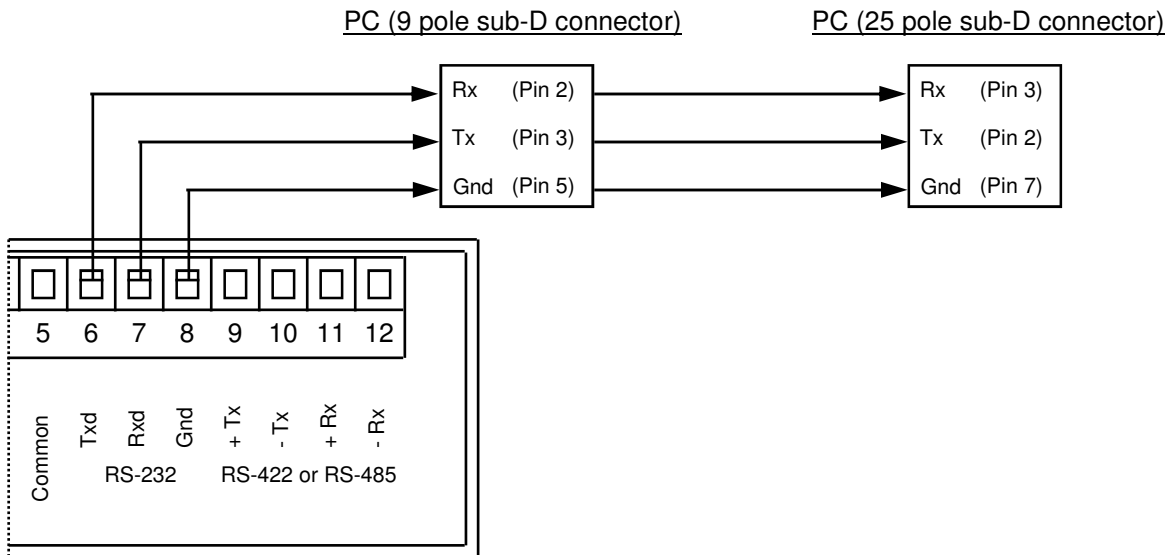 PC (9 pole sub-D connector)
PC (25 pole sub-D connector)
Rx (Pin 2)
Tx (Pin 3)
Gnd (Pin 5)
Rx (Pin 3)
Tx (Pin 2)
Gnd (Pin 7)
5 6 7 8 9 10 11 12
Common
Txd
Rxd
Gnd
+ Tx
- Tx
+ Rx
- Rx
RS-232
RS-422 or RS-485